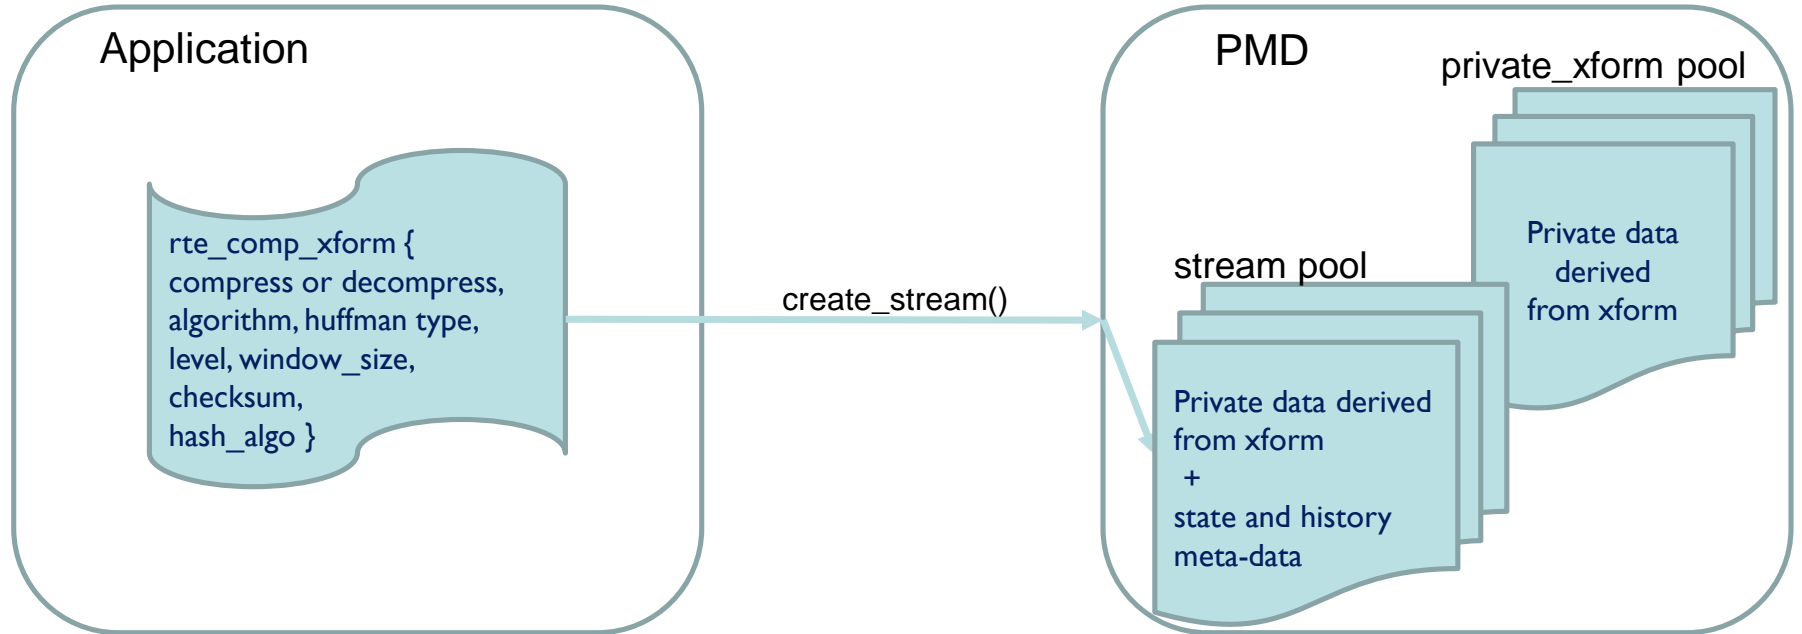 Application
rte_comp_xform {
compress or decompress,
algorithm, huffman type,
level, window_size,
checksum,
hash_algo }
create_stream()
PMD
private_xform pool
Private data
derived
from xform
stream pool
Private data derived
from xform
+
state and history
meta-data